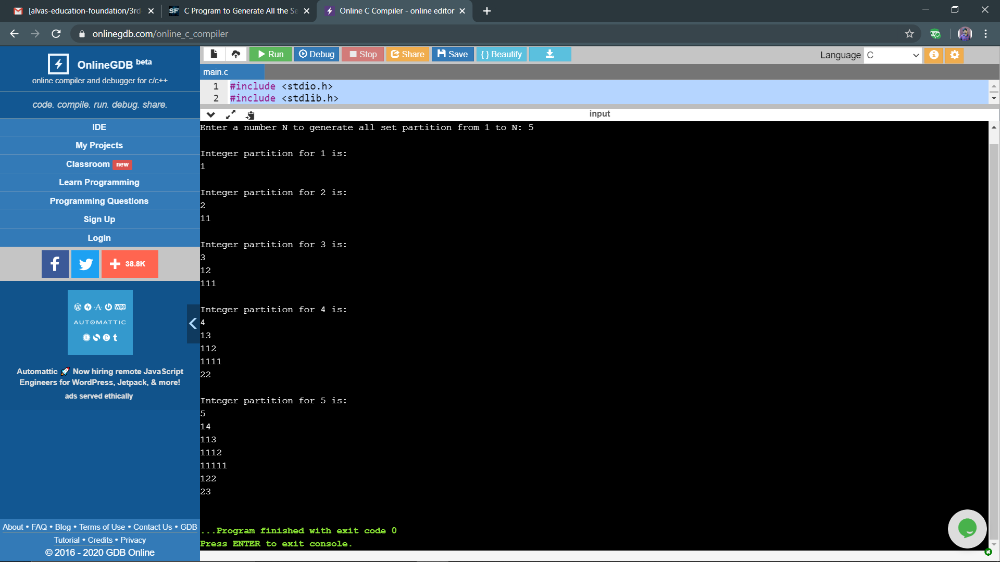 [alvas-education-foundation/3rd-
SF C Program to Generate All the Se
Online C Compiler - online editor
onlinegdb.com/online_c_compiler
OnlineGDB beta
online compiler and debugger for c/c++
code. compile. run. debug. share.
IDE
My Projects
Classroom new
Learn Programming
Programming Questions
Sign Up
Login
38.8K
AUTOMATTIC
Automattic 🚀 Now hiring remote JavaScript
Engineers for WordPress, Jetpack, & more!
ads served ethically
About • FAQ • Blog • Terms of Use • Contact Us • GDB
Tutorial • Credits • Privacy
© 2016 - 2020 GDB Online
Run Debug Stop Share Save { } Beautify
Language C
main.c
1 #include <stdio.h>
2 #include <stdlib.h>
input
Enter a number N to generate all set partition from 1 to N: 5
Integer partition for 1 is:
1
Integer partition for 2 is:
2
11
Integer partition for 3 is:
3
12
111
Integer partition for 4 is:
4
13
112
1111
22
Integer partition for 5 is:
5
14
113
1112
11111
122
23
...Program finished with exit code 0
Press ENTER to exit console.